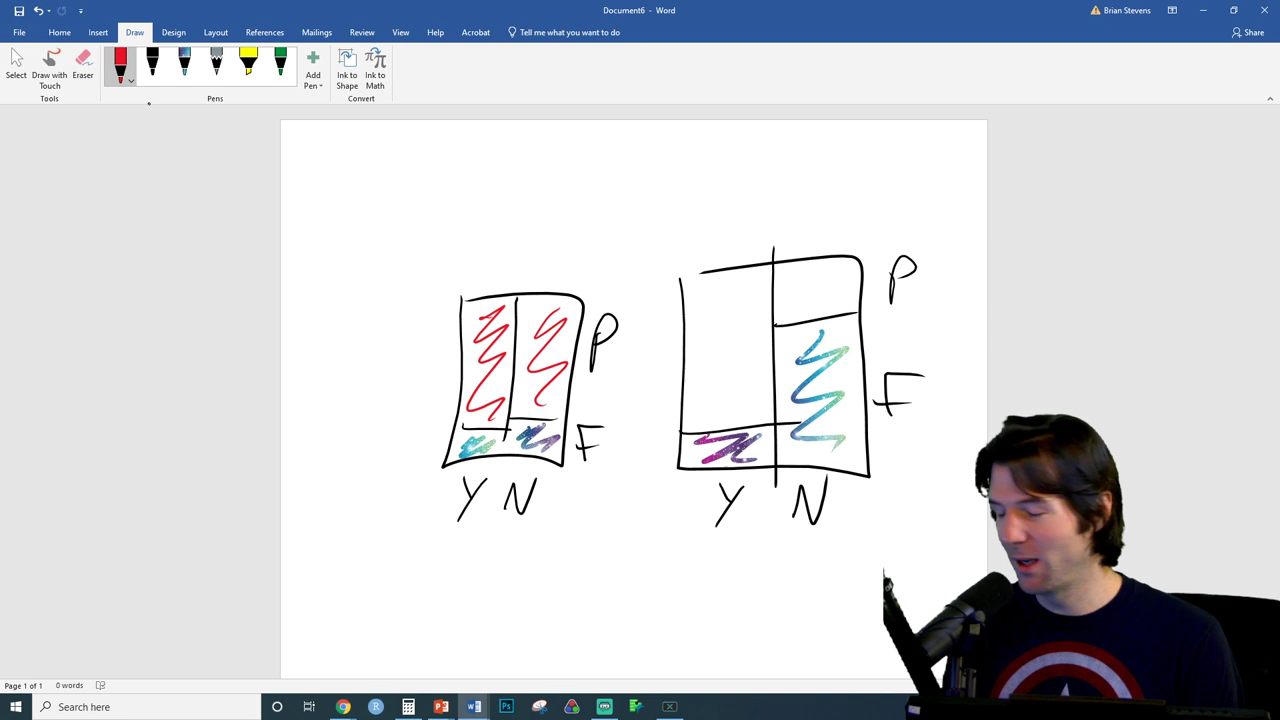 Document6 - Word
Brian Stevens
File Home Insert Draw Design Layout References Mailings Review View Help Acrobat Tell me what you want to do Share
Select Draw with Touch Eraser Add Pen Ink to Shape Ink to Math
Tools Pens Convert
P
P
F
F
Y N
Y N
Page 1 of 1 0 words
Search here